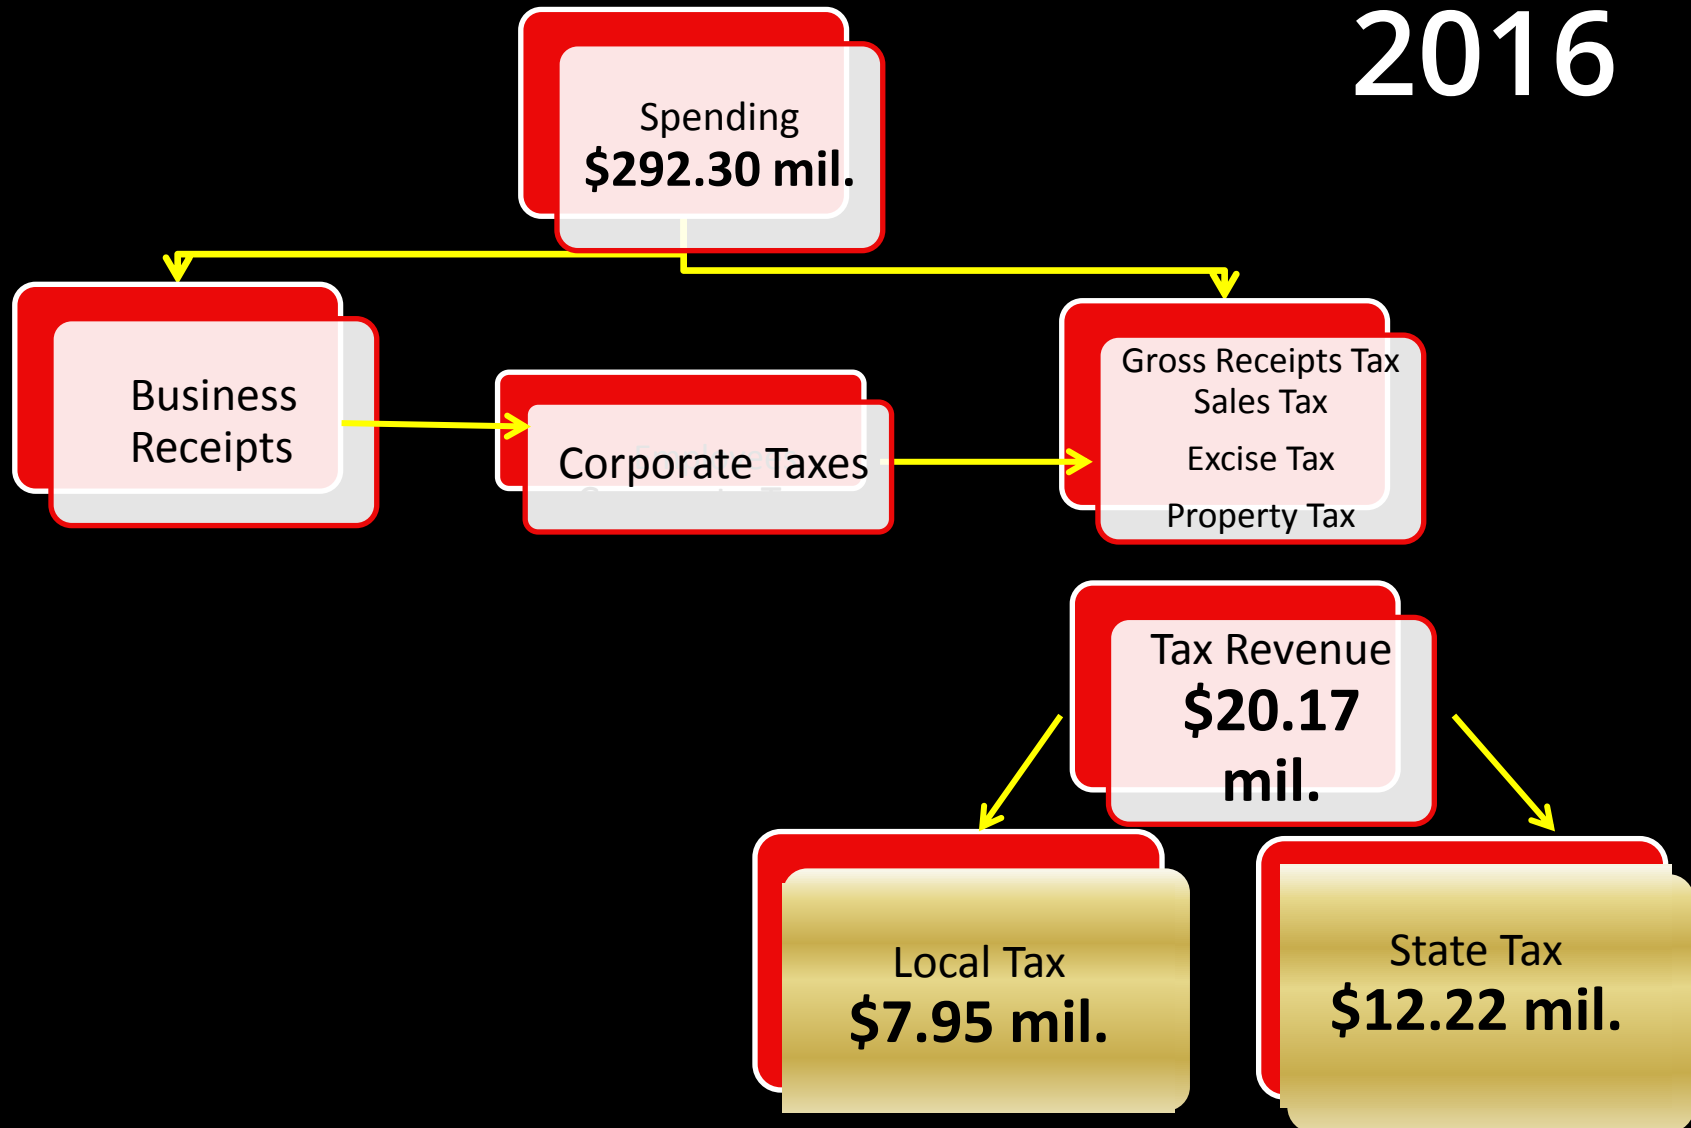 2016
Spending
$292.30 mil.
Business
Receipts
Corporate Taxes
Gross Receipts Tax
Sales Tax
Excise Tax
Property Tax
Tax Revenue
$20.17
mil.
Local Tax
$7.95 mil.
State Tax
$12.22 mil.